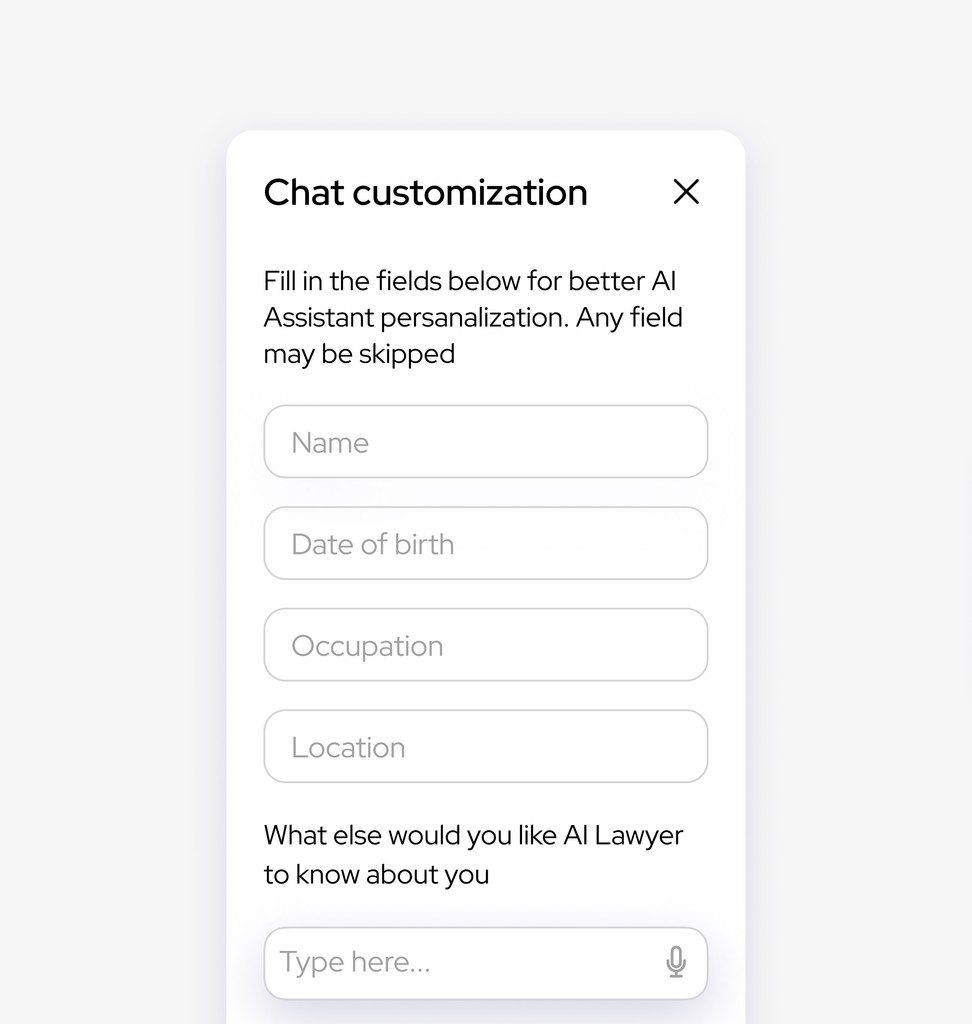 Chat customization
Fill in the fields below for better AI
Assistant persanalization. Any field
may be skipped
Name
Date of birth
Occupation
Location
What else would you like AI Lawyer
to know about you
Type here...